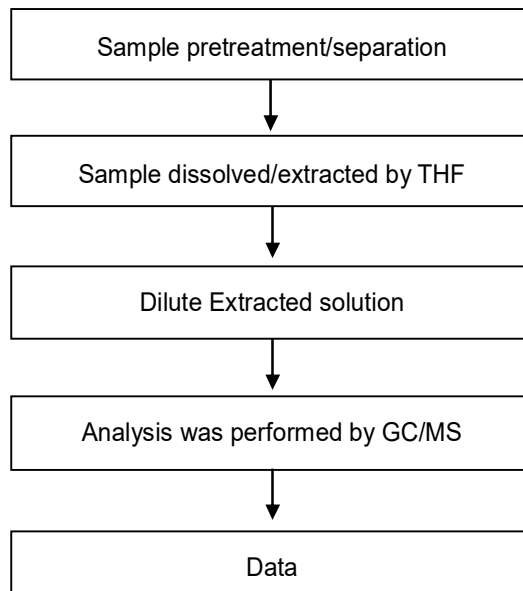 Sample pretreatment/separation
Sample dissolved/extracted by THF
Dilute Extracted solution
Analysis was performed by GC/MS
Data